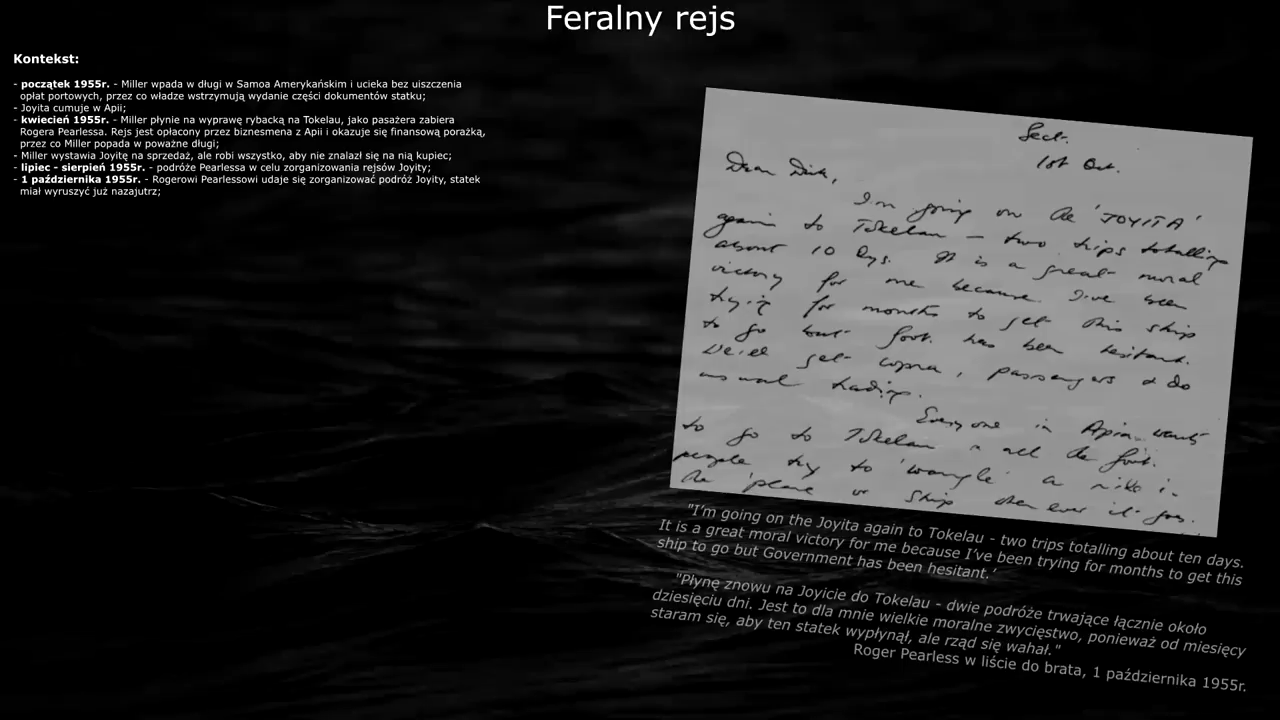 Feralny rejs
Kontekst:
- początek 1955r. - Miller wpada w długi w Samoa Amerykańskim i ucieka bez uiszczenia
opłat portowych, przez co władze wstrzymują wydanie części dokumentów statku;
- Joyita cumuje w Apii;
- kwiecień 1955r. - Miller płynie na wyprawę rybacką na Tokelau, jako pasażera zabiera
Rogera Pearlessa. Rejs jest opłacony przez biznesmena z Apii i okazuje się finansową porażką,
przez co Miller popada w poważne długi;
- Miller wystawia Joyitę na sprzedaż, ale robi wszystko, aby nie znalazł się na nią kupiec;
- lipiec - sierpień 1955r. - podróże Pearlessa w celu zorganizowania rejsów Joyity;
- 1 października 1955r. - Rogerowi Pearlessowi udaje się zorganizować podróż Joyity, statek
miał wyruszyć już nazajutrz;
Sect.
1st Oct.
Dear Dick,
I'm going on the 'JOYITA'
again to Tokelau — two trips totalling
about 10 dys. It is a great moral
victory for me because I've been
trying for months to get this ship
to go but Govt. has been hesitant.
We'll get copra, passengers & do
usual trading.
Everyone in Apia wants
to go to Tokelau & all the Govt.
people try to 'wangle' a ride in
the 'plane or ship when ever it goes.
"I’m going on the Joyita again to Tokelau - two trips totalling about ten days.
It is a great moral victory for me because I’ve been trying for months to get this
ship to go but Government has been hesitant.’
"Płynę znowu na Joyicie do Tokelau - dwie podróże trwające łącznie około
dziesięciu dni. Jest to dla mnie wielkie moralne zwycięstwo, ponieważ od miesięcy
staram się, aby ten statek wypłynął, ale rząd się wahał."
Roger Pearless w liście do brata, 1 października 1955r.